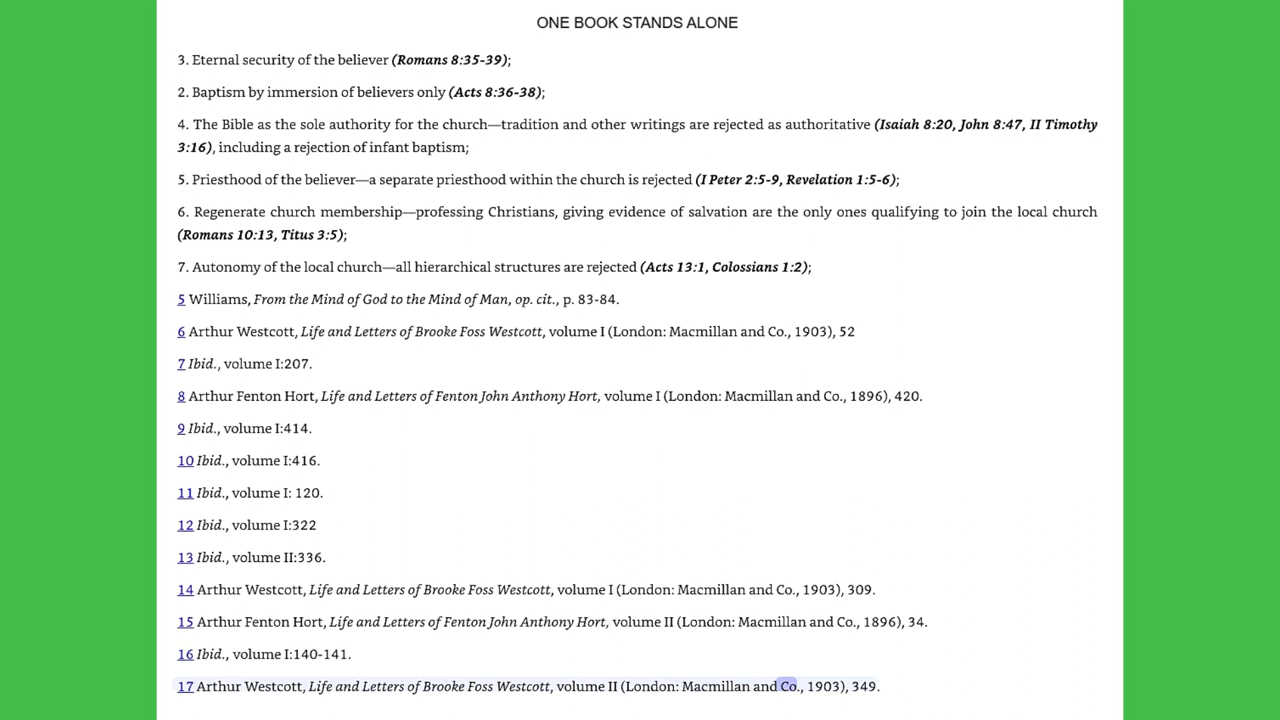 ONE BOOK STANDS ALONE
3. Eternal security of the believer (Romans 8:35-39);
2. Baptism by immersion of believers only (Acts 8:36-38);
4. The Bible as the sole authority for the church—tradition and other writings are rejected as authoritative (Isaiah 8:20, John 8:47, II Timothy
3:16), including a rejection of infant baptism;
5. Priesthood of the believer—a separate priesthood within the church is rejected (I Peter 2:5-9, Revelation 1:5-6);
6. Regenerate church membership—professing Christians, giving evidence of salvation are the only ones qualifying to join the local church
(Romans 10:13, Titus 3:5);
7. Autonomy of the local church—all hierarchical structures are rejected (Acts 13:1, Colossians 1:2);
5 Williams, From the Mind of God to the Mind of Man, op. cit., p. 83-84.
6 Arthur Westcott, Life and Letters of Brooke Foss Westcott, volume I (London: Macmillan and Co., 1903), 52
7 Ibid., volume I:207.
8 Arthur Fenton Hort, Life and Letters of Fenton John Anthony Hort, volume I (London: Macmillan and Co., 1896), 420.
9 Ibid., volume I:414.
10 Ibid., volume I:416.
11 Ibid., volume I: 120.
12 Ibid., volume I:322
13 Ibid., volume II:336.
14 Arthur Westcott, Life and Letters of Brooke Foss Westcott, volume I (London: Macmillan and Co., 1903), 309.
15 Arthur Fenton Hort, Life and Letters of Fenton John Anthony Hort, volume II (London: Macmillan and Co., 1896), 34.
16 Ibid., volume I:140-141.
17 Arthur Westcott, Life and Letters of Brooke Foss Westcott, volume II (London: Macmillan and Co., 1903), 349.